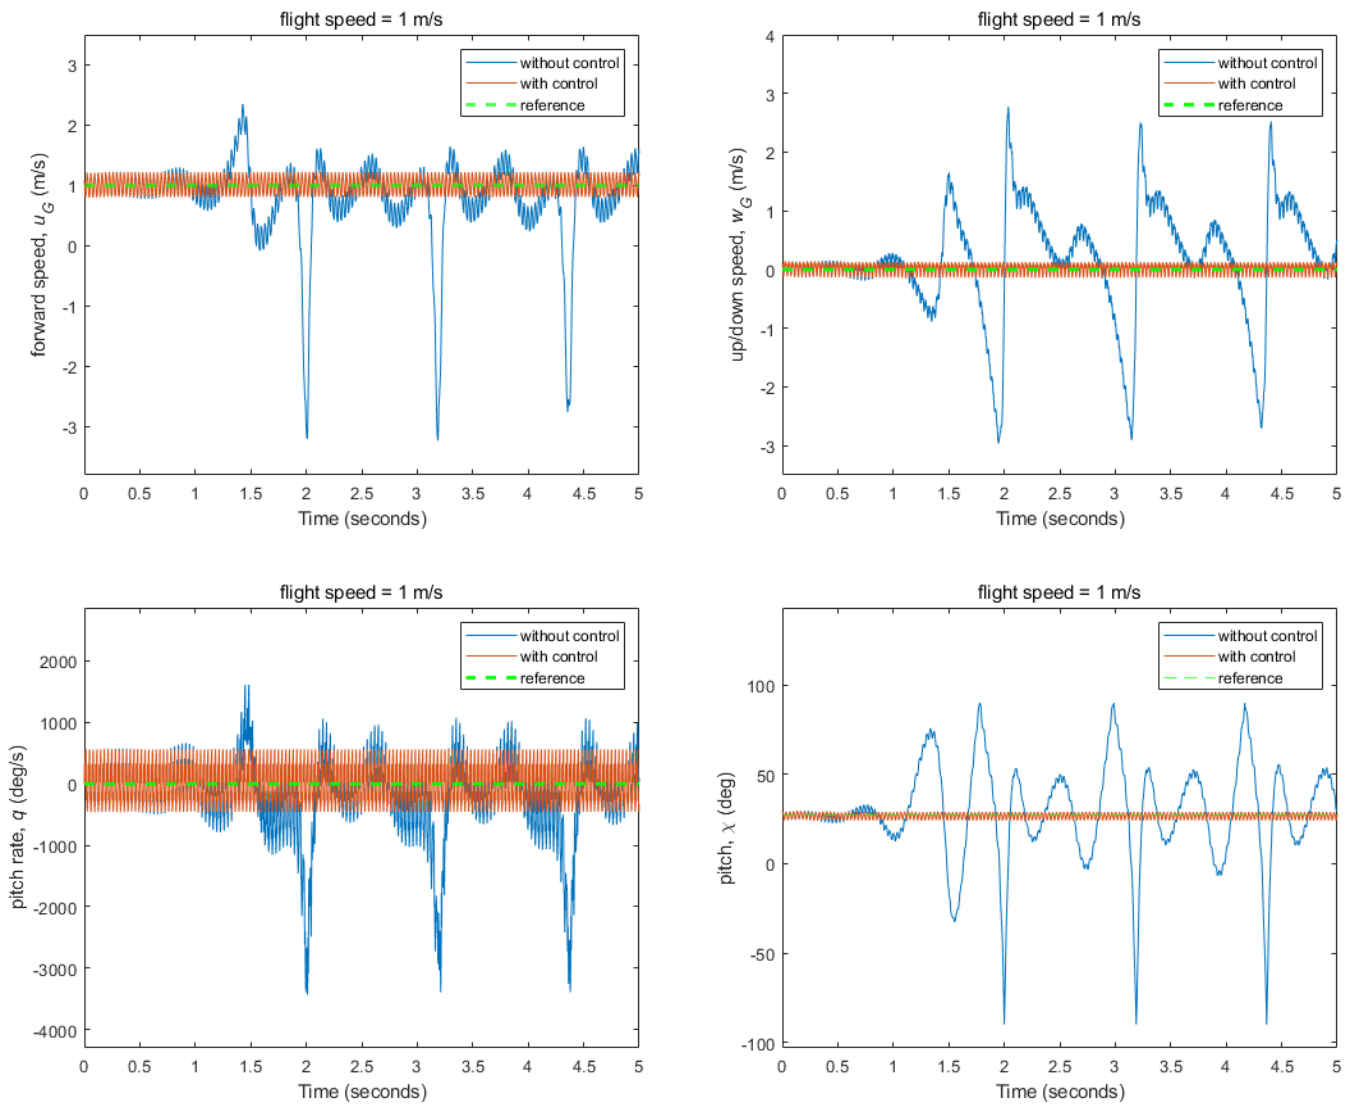 flight speed = 1 m/s
without control
with control
reference
forward speed, u_G (m/s)
3
2
1
0
-1
-2
-3
0 0.5 1 1.5 2 2.5 3 3.5 4 4.5 5
Time (seconds)
flight speed = 1 m/s
without control
with control
reference
up/down speed, w_G (m/s)
4
3
2
1
0
-1
-2
-3
0 0.5 1 1.5 2 2.5 3 3.5 4 4.5 5
Time (seconds)
flight speed = 1 m/s
without control
with control
reference
pitch rate, q (deg/s)
2000
1000
0
-1000
-2000
-3000
-4000
0 0.5 1 1.5 2 2.5 3 3.5 4 4.5 5
Time (seconds)
flight speed = 1 m/s
without control
with control
reference
pitch, χ (deg)
100
50
0
-50
-100
0 0.5 1 1.5 2 2.5 3 3.5 4 4.5 5
Time (seconds)